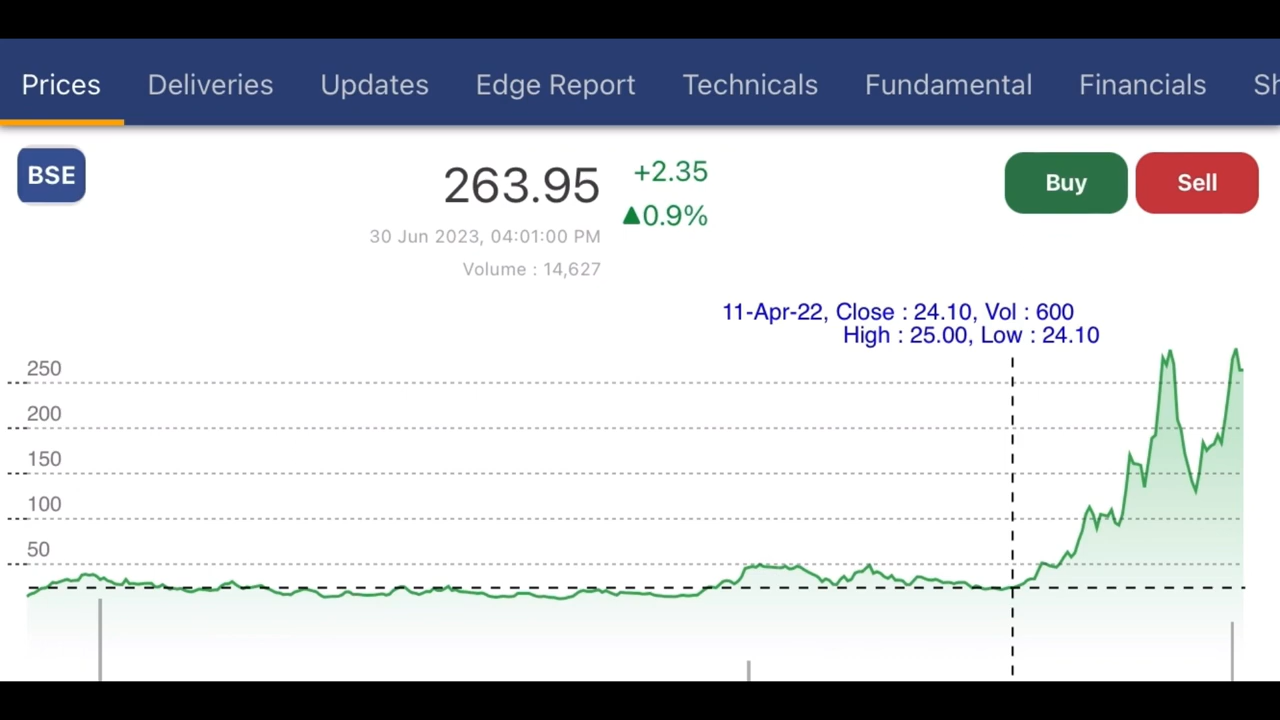 Prices Deliveries Updates Edge Report Technicals Fundamental Financials Sh
BSE
263.95
+2.35
▲0.9%
30 Jun 2023, 04:01:00 PM
Volume : 14,627
Buy
Sell
11-Apr-22, Close : 24.10, Vol : 600
High : 25.00, Low : 24.10
250
200
150
100
50